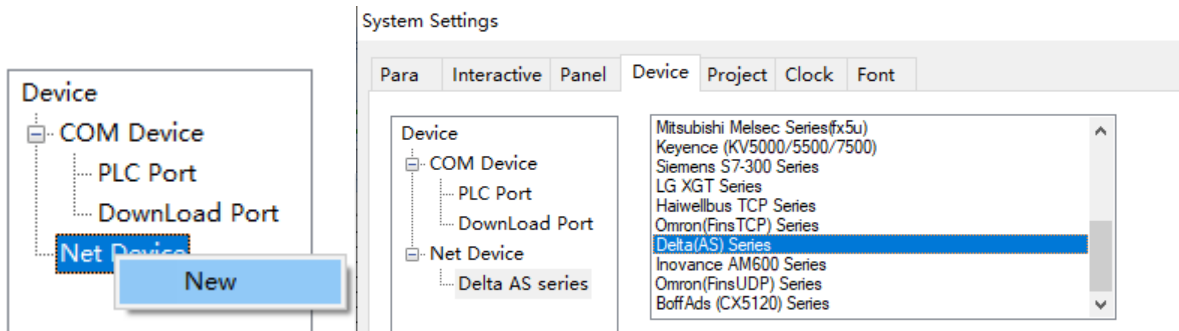 Device
COM Device
PLC Port
DownLoad Port
Net Device
New
System Settings
Para Interactive Panel Device Project Clock Font
Device
COM Device
PLC Port
DownLoad Port
Net Device
Delta AS series
Mitsubishi Melsec Series(fx5u)
Keyence (KV5000/5500/7500)
Siemens S7-300 Series
LG XGT Series
Haiwellbus TCP Series
Omron(FinsTCP) Series
Delta(AS) Series
Inovance AM600 Series
Omron(FinsUDP) Series
BoffAds (CX5120) Series